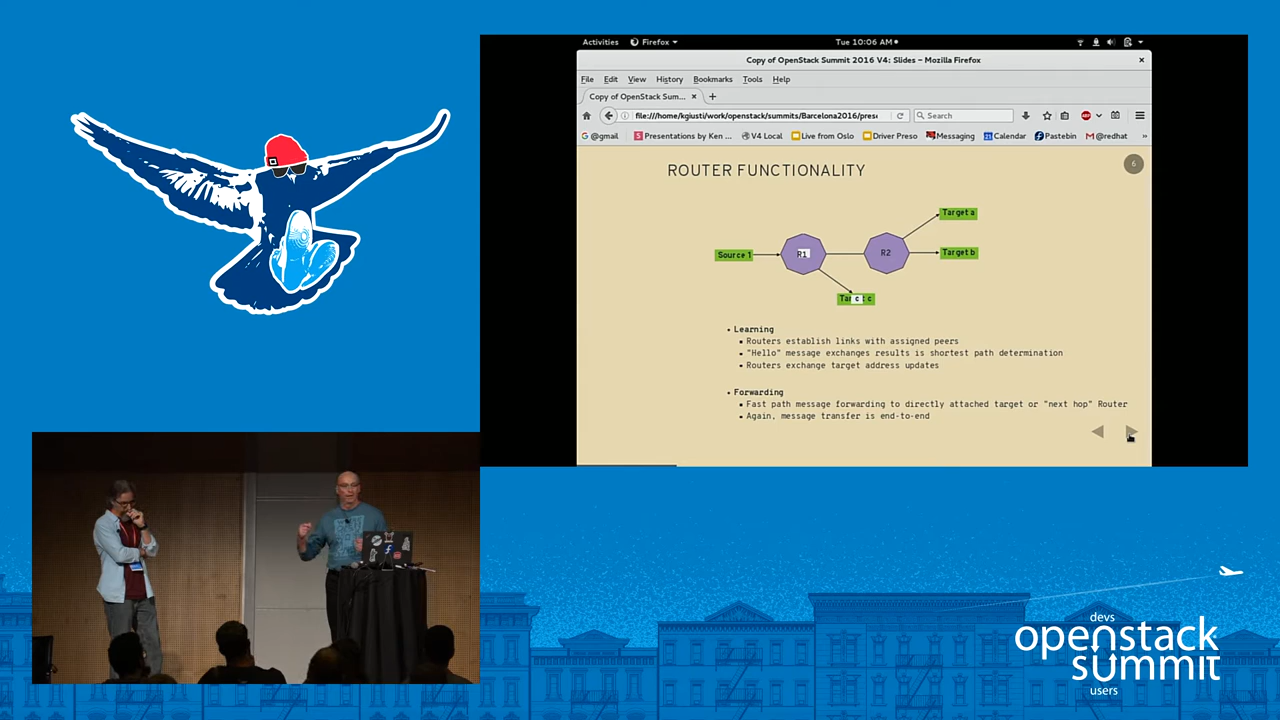 Activities Firefox Tue 10:06 AM
Copy of OpenStack Summit 2016 V4: Slides – Mozilla Firefox
File Edit View History Bookmarks Tools Help
Copy of OpenStack Sum...
file:///home/kgiusti/work/openstack/summits/Barcelona2016/prese
Search
@gmail Presentations by Ken ... V4 Local Live from Oslo Driver Preso Messaging Calendar Pastebin @redhat
ROUTER FUNCTIONALITY
6
Target a
Source 1
R1
R2
Target b
c
• Learning
• Routers establish links with assigned peers
• "Hello" message exchanges results is shortest path determination
• Routers exchange target address updates
• Forwarding
• Fast path message forwarding to directly attached target or "next hop" Router
• Again, message transfer is end-to-end
devs
openstack
summit
users